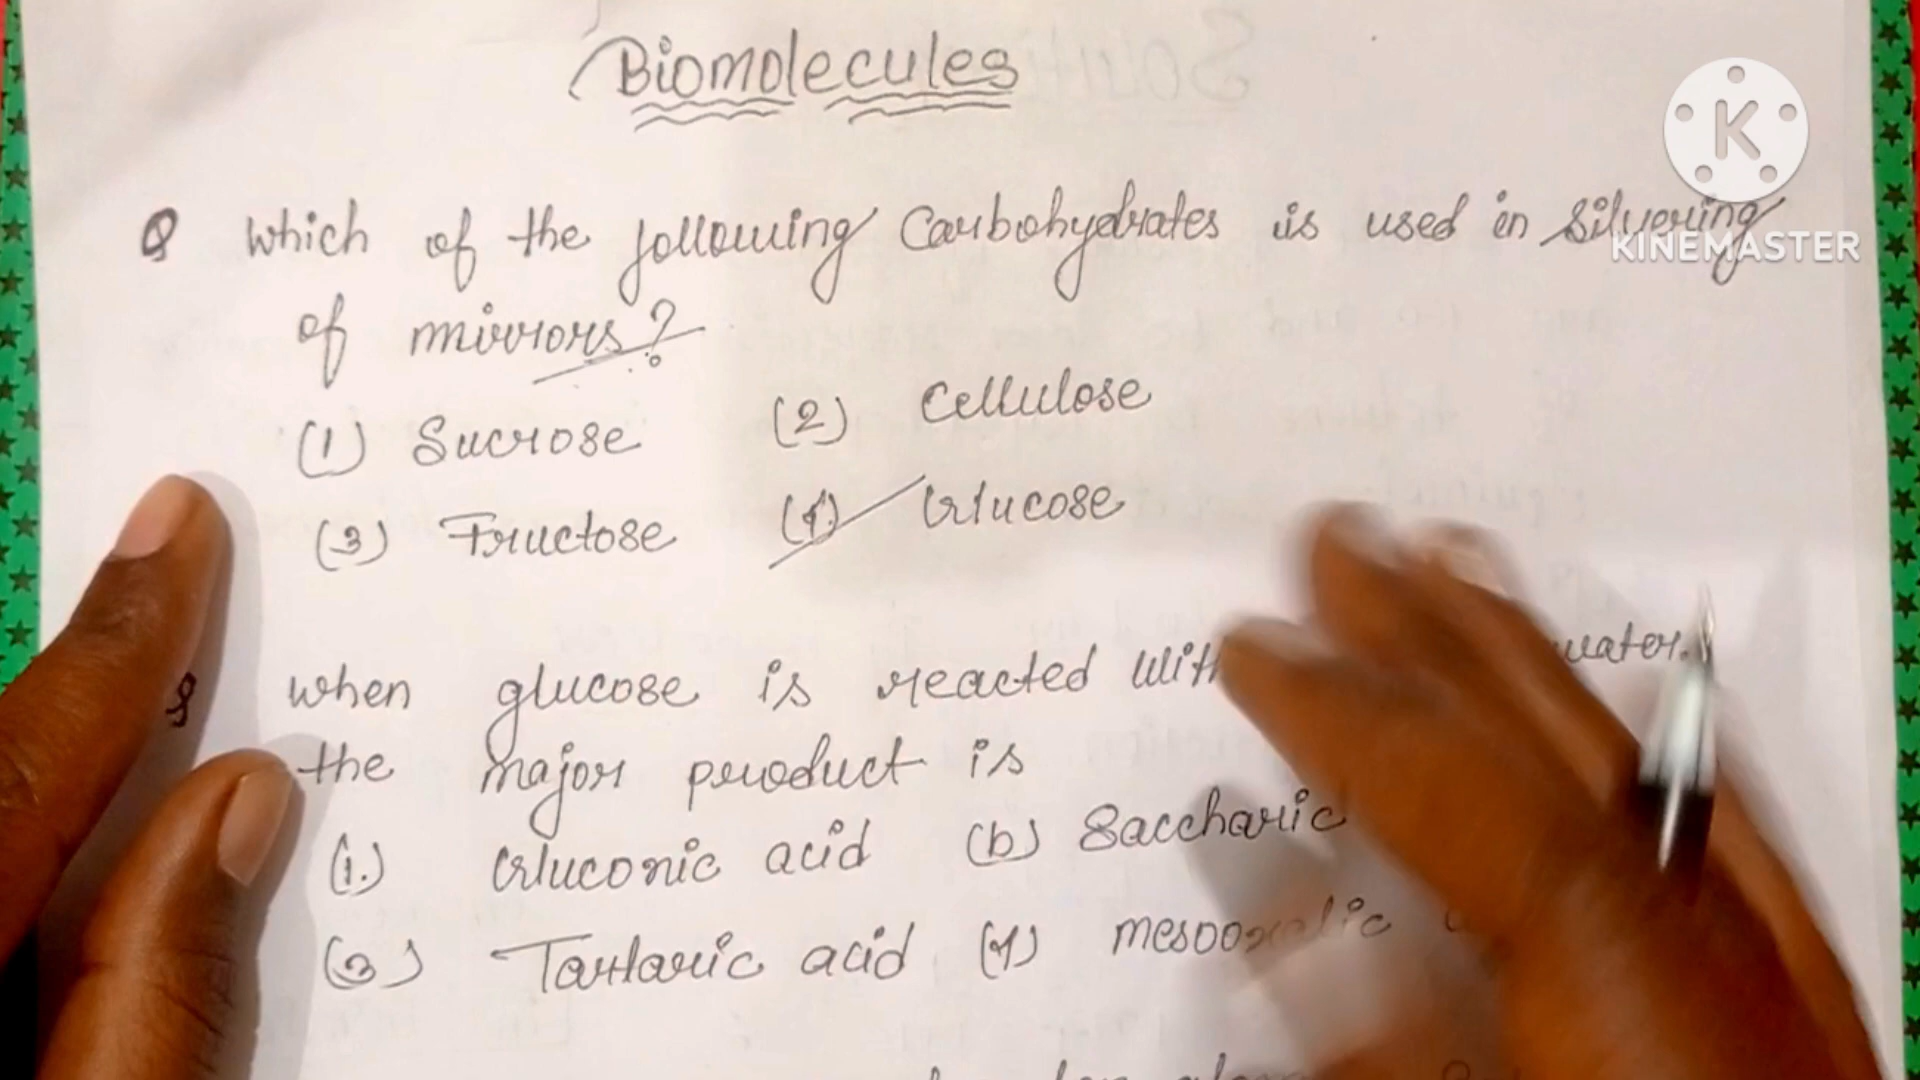 Biomolecules
K
KINEMASTER
Q Which of the following Carbohydrates is used in Silvering
of mirrors?
(1) Sucrose (2) Cellulose
(3) Fructose (4) Glucose
Q When glucose is reacted with water.
the major product is
(1.) Gluconic acid (b) Saccharic
(3) Tartaric acid (4) mesooxalic